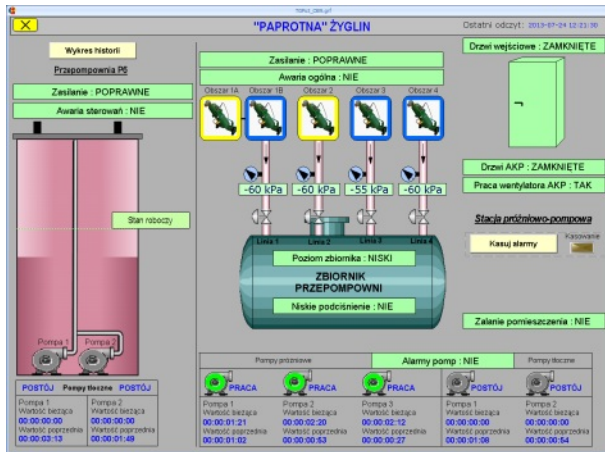 "PAPROTNA" ŻYGLIN
Ostatni odczyt: 2013-07-24 12:21:30
Wykres historii
Przepompownia P5
Zasilanie : POPRAWNE
Awaria sterowań : NIE
Stan roboczy
Pompa 1
Pompa 2
POSTÓJ Pompy tłoczne POSTÓJ
Pompa 1
Wartość bieżąca
00:00:00:00
Wartość poprzednia
00:00:03:13
Pompa 2
Wartość bieżąca
00:00:00:00
Wartość poprzednia
00:00:01:49
Zasilanie : POPRAWNE
Awaria ogólna : NIE
Obszar 1A
Obszar 1B
Obszar 2
Obszar 3
Obszar 4
-60 kPa
-60 kPa
-55 kPa
-60 kPa
Linia 1
Linia 2
Linia 3
Linia 4
Poziom zbiornika : NISKI
ZBIORNIK
PRZEPOMPOWNI
Niskie podciśnienie : NIE
Drzwi wejściowe : ZAMKNIĘTE
Drzwi AKP : ZAMKNIĘTE
Praca wentylatora AKP : TAK
Stacja próżniowo-pompowa
Kasuj alarmy
Kasowanie
Zalanie pomieszczenia : NIE
Pompy próżniowe
Alarmy pomp : NIE
Pompy tłoczne
PRACA
PRACA
PRACA
POSTÓJ
POSTÓJ
Pompa 1
Wartość bieżąca
00:00:01:21
Wartość poprzednia
00:00:01:02
Pompa 2
Wartość bieżąca
00:00:02:20
Wartość poprzednia
00:00:00:53
Pompa 3
Wartość bieżąca
00:00:02:12
Wartość poprzednia
00:00:00:27
Pompa 1
Wartość bieżąca
00:00:00:00
Wartość poprzednia
00:00:01:08
Pompa 2
Wartość bieżąca
00:00:00:00
Wartość poprzednia
00:00:00:54